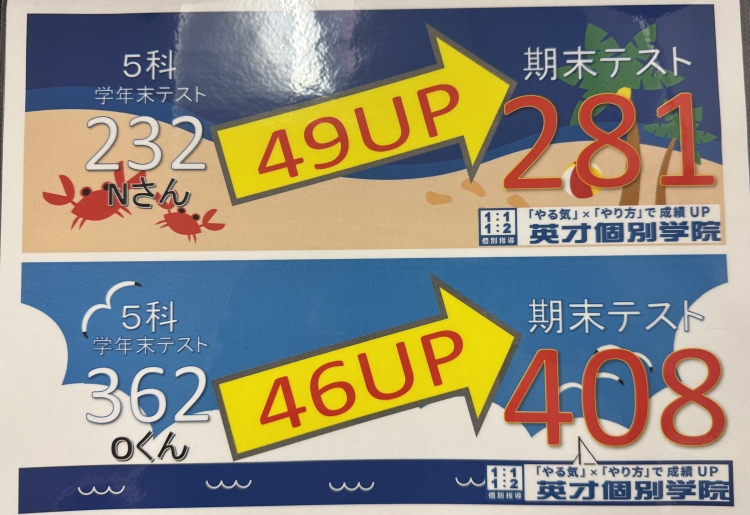 5科
学年末テスト
232
Nさん
49UP
期末テスト
281
1:1
1:2
個別指導
「やる気」×「やり方」で 成績 UP
英才個別学院
5科
学年末テスト
362
Oくん
46UP
期末テスト
408
1:1
1:2
個別指導
「やる気」×「やり方」で 成績 UP
英才個別学院